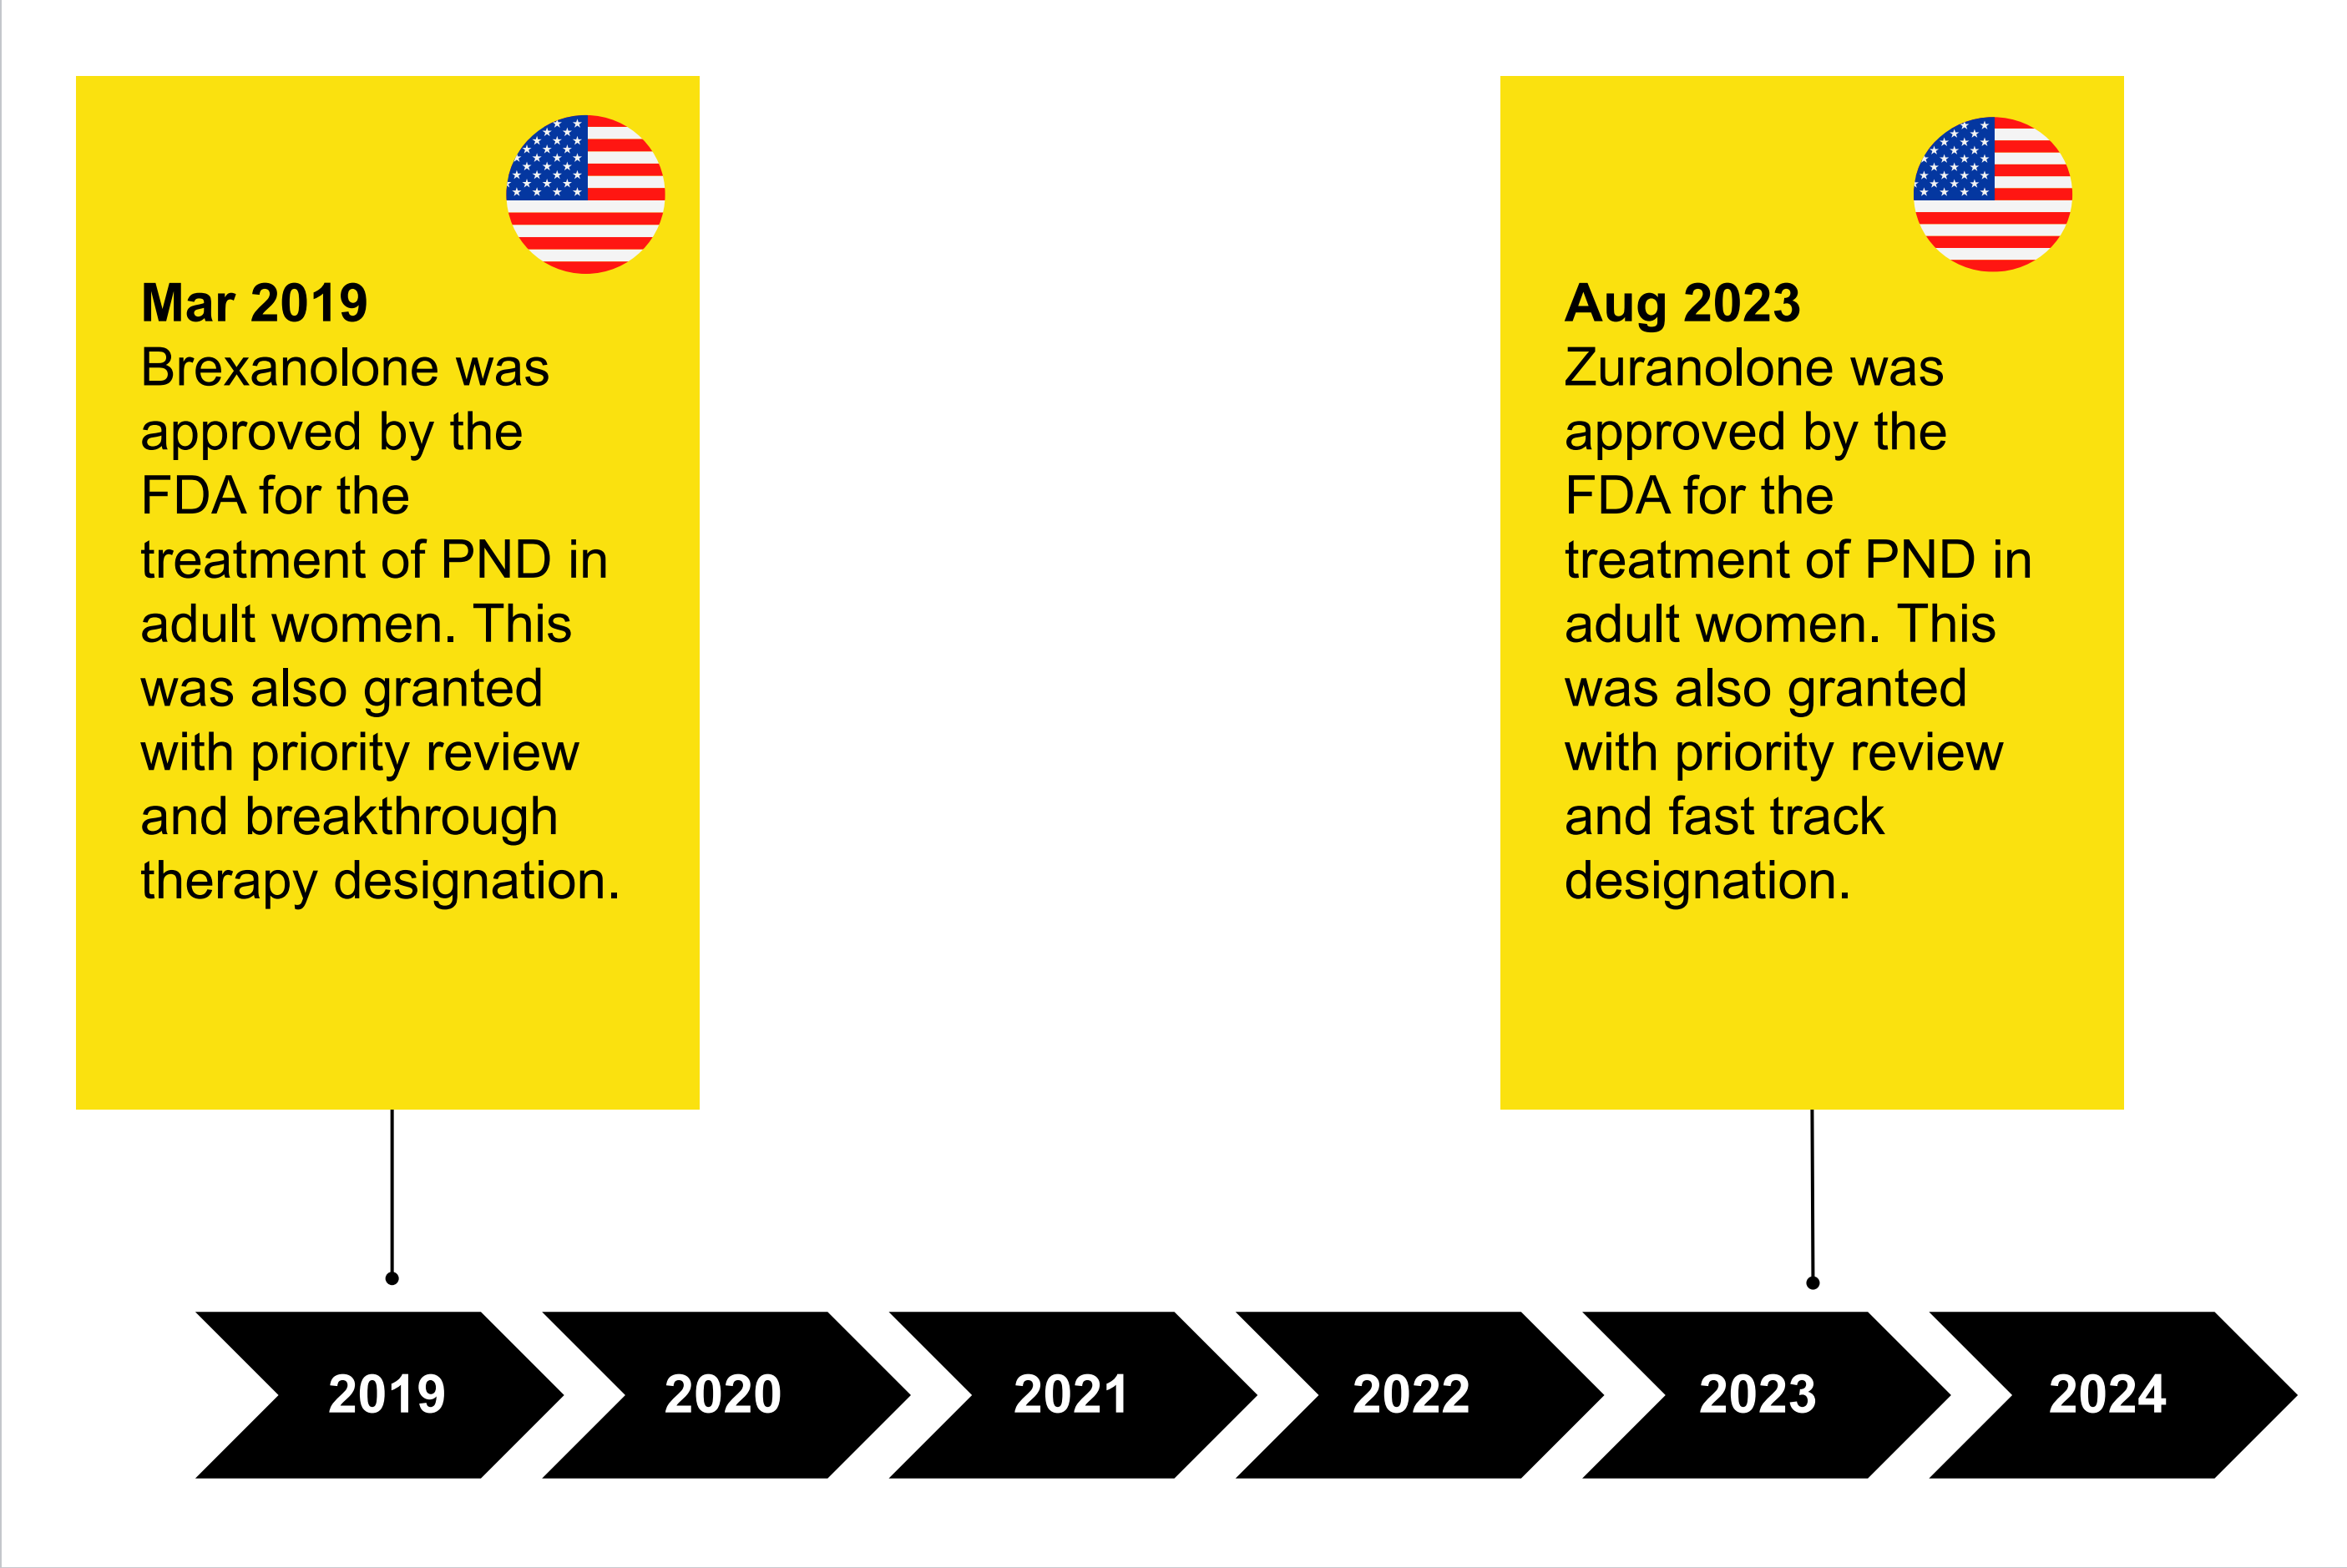 Mar 2019
Brexanolone was
approved by the
FDA for the
treatment of PND in
adult women. This
was also granted
with priority review
and breakthrough
therapy designation.
Aug 2023
Zuranolone was
approved by the
FDA for the
treatment of PND in
adult women. This
was also granted
with priority review
and fast track
designation.
2019
2020
2021
2022
2023
2024